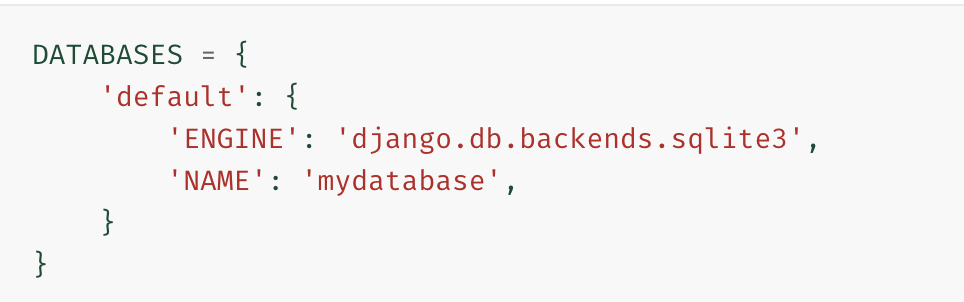 DATABASES = {
    'default': {
        'ENGINE': 'django.db.backends.sqlite3',
        'NAME': 'mydatabase',
    }
}